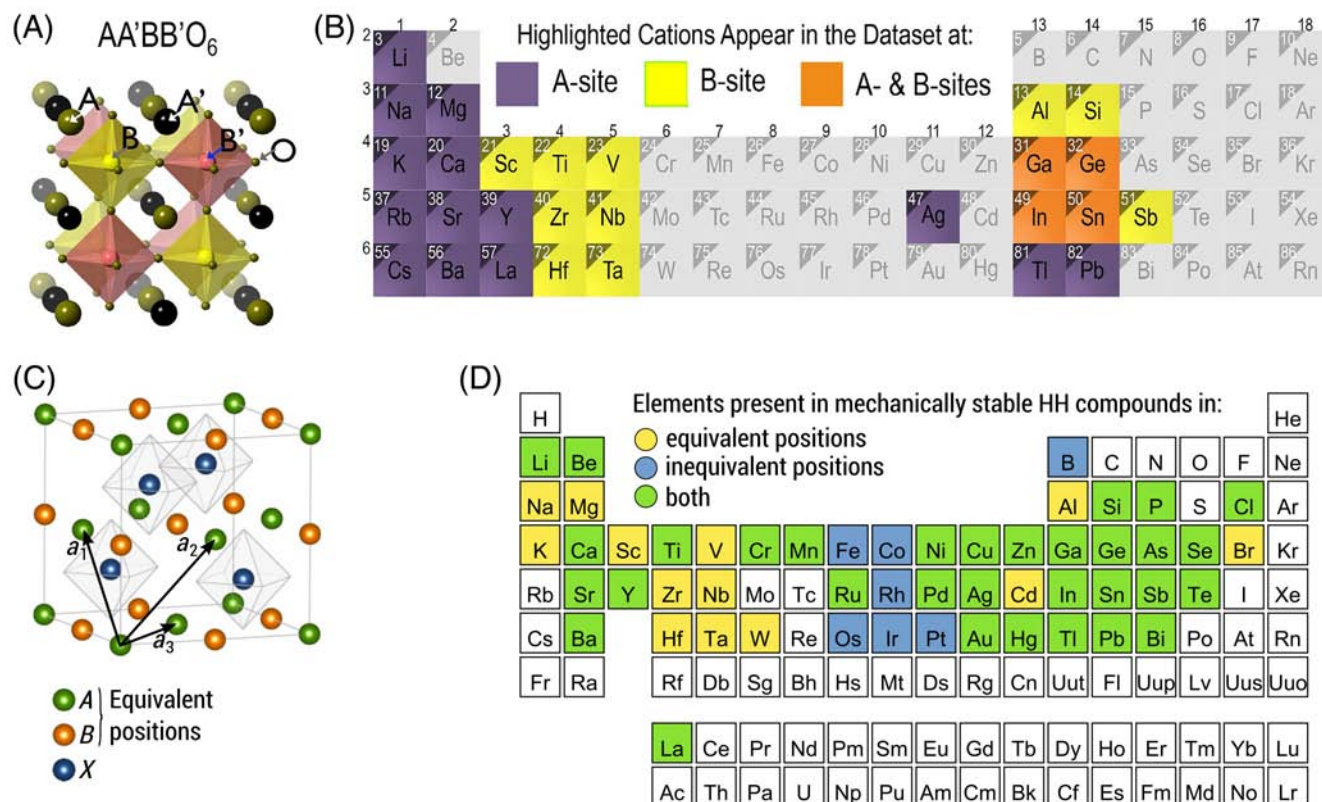 (A)
AA'BB'O6
A
A'
B
B'
O
(B)
1 2 13 14 15 16 17 18
Highlighted Cations Appear in the Dataset at:
A-site B-site A- & B-sites
2 3 Li 4 Be 5 B 6 C 7 N 8 O 9 F 10 Ne
3 11 Na 12 Mg 13 Al 14 Si 15 P 16 S 17 Cl 18 Ar
3 4 5 6 7 8 9 10 11 12
4 19 K 20 Ca 21 Sc 22 Ti 23 V 24 Cr 25 Mn 26 Fe 27 Co 28 Ni 29 Cu 30 Zn 31 Ga 32 Ge 33 As 34 Se 35 Br 36 Kr
5 37 Rb 38 Sr 39 Y 40 Zr 41 Nb 42 Mo 43 Tc 44 Ru 45 Rh 46 Pd 47 Ag 48 Cd 49 In 50 Sn 51 Sb 52 Te 53 I 54 Xe
6 55 Cs 56 Ba 57 La 72 Hf 73 Ta 74 W 75 Re 76 Os 77 Ir 78 Pt 79 Au 80 Hg 81 Tl 82 Pb 83 Bi 84 Po 85 At 86 Rn
(C)
a1
a2
a3
A Equivalent
B positions
X
(D)
Elements present in mechanically stable HH compounds in:
equivalent positions
inequivalent positions
both
H He
Li Be B C N O F Ne
Na Mg Al Si P S Cl Ar
K Ca Sc Ti V Cr Mn Fe Co Ni Cu Zn Ga Ge As Se Br Kr
Rb Sr Y Zr Nb Mo Tc Ru Rh Pd Ag Cd In Sn Sb Te I Xe
Cs Ba Hf Ta W Re Os Ir Pt Au Hg Tl Pb Bi Po At Rn
Fr Ra Rf Db Sg Bh Hs Mt Ds Rg Cn Uut Fl Uup Lv Uus Uuo
La Ce Pr Nd Pm Sm Eu Gd Tb Dy Ho Er Tm Yb Lu
Ac Th Pa U Np Pu Am Cm Bk Cf Es Fm Md No Lr